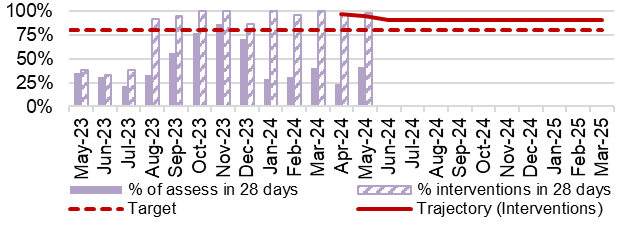 100%
75%
50%
25%
0%
May-23
Jun-23
Jul-23
Aug-23
Sep-23
Oct-23
Nov-23
Dec-23
Jan-24
Feb-24
Mar-24
Apr-24
May-24
Jun-24
Jul-24
Aug-24
Sep-24
Oct-24
Nov-24
Dec-24
Jan-25
Feb-25
Mar-25
% of assess in 28 days
% interventions in 28 days
Target
Trajectory (Interventions)